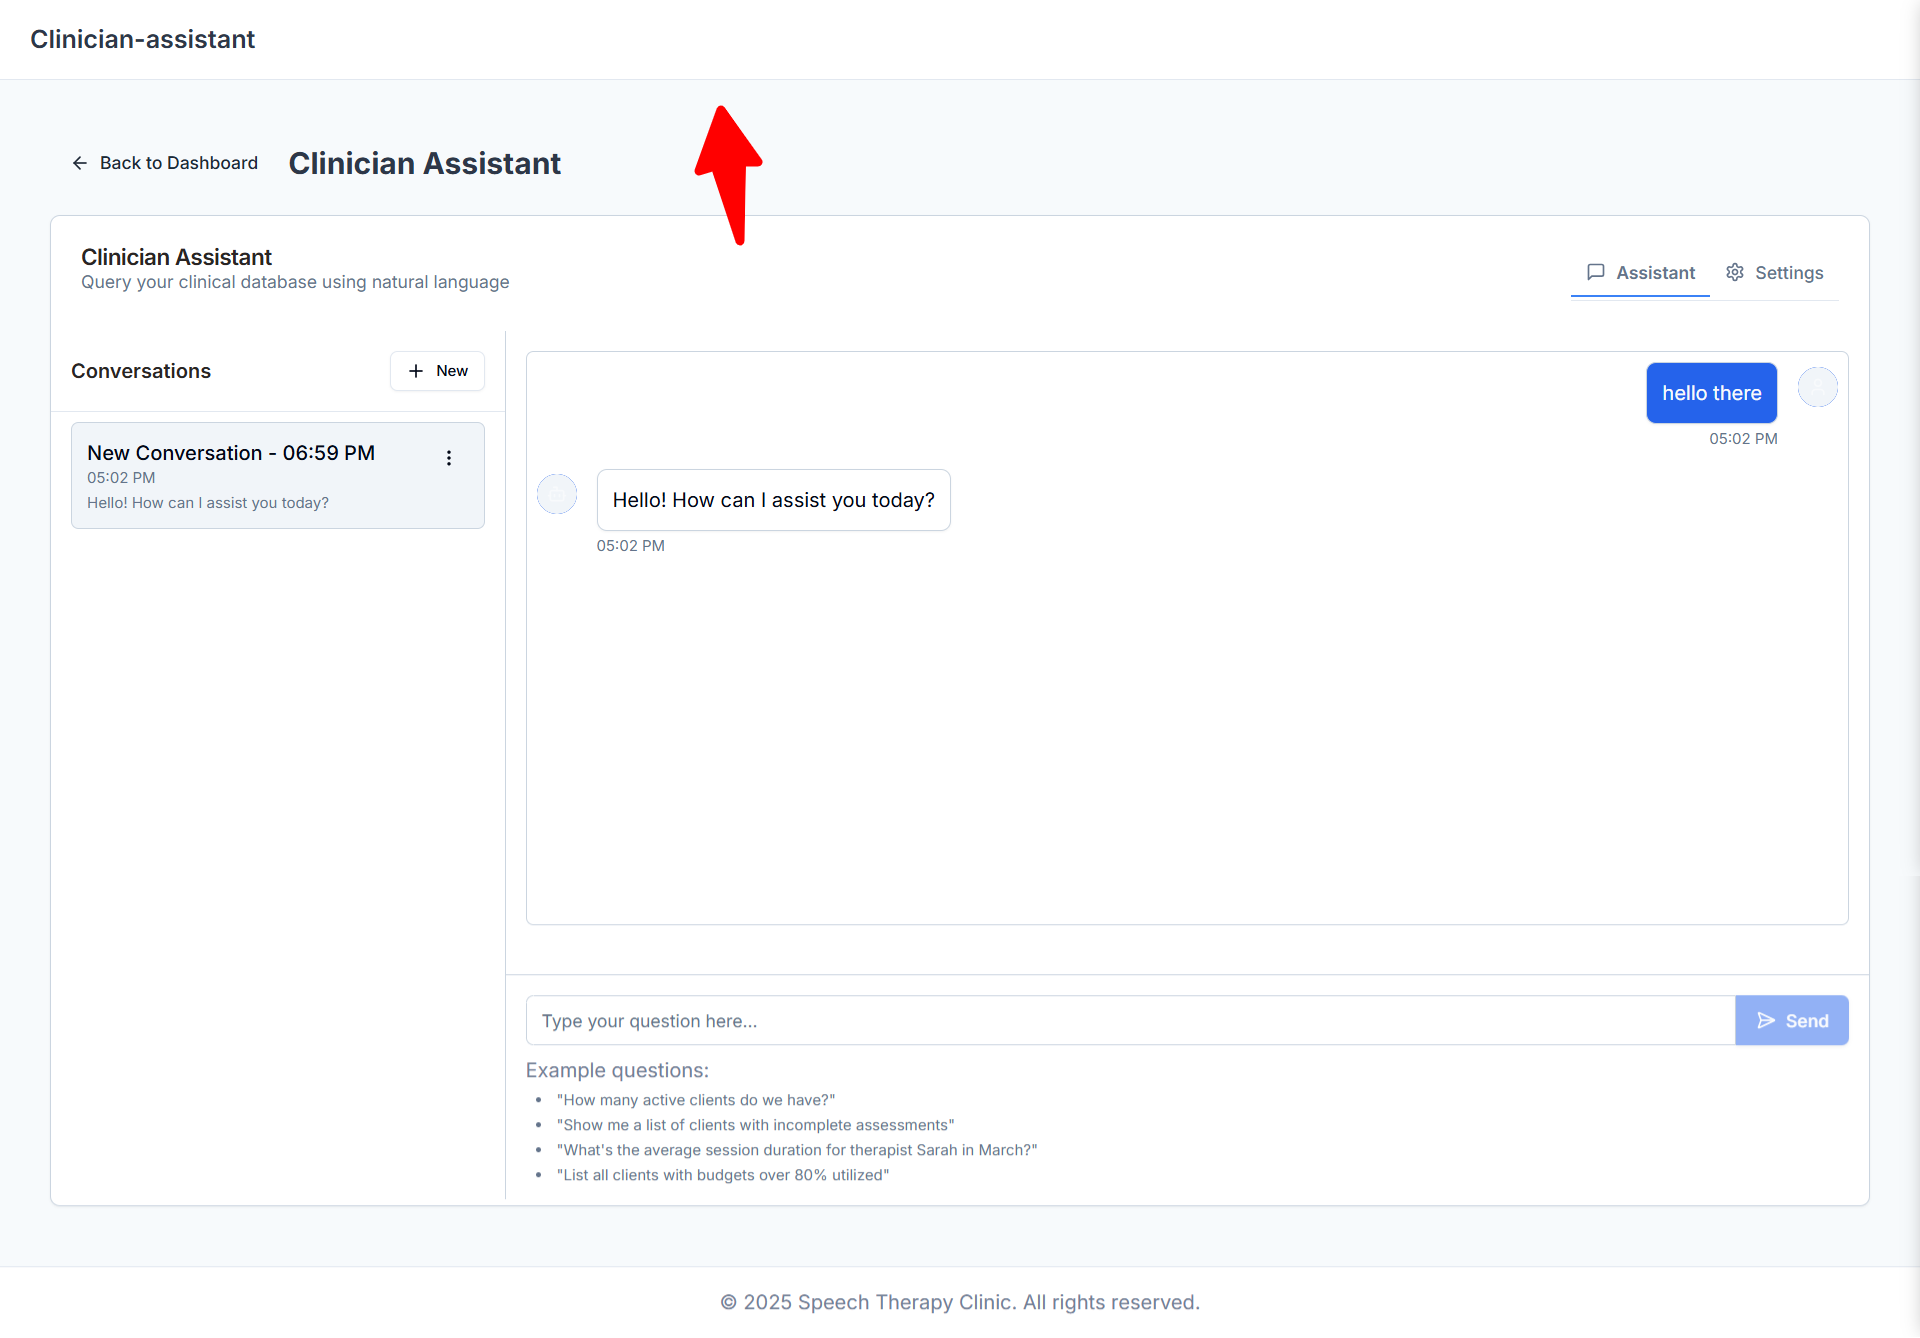 Clinician-assistant
Back to Dashboard
Clinician Assistant
Clinician Assistant
Query your clinical database using natural language
Assistant
Settings
Conversations
New
New Conversation - 06:59 PM
05:02 PM
Hello! How can I assist you today?
hello there
05:02 PM
Hello! How can I assist you today?
05:02 PM
Type your question here...
Send
Example questions:
• "How many active clients do we have?"
• "Show me a list of clients with incomplete assessments"
• "What's the average session duration for therapist Sarah in March?"
• "List all clients with budgets over 80% utilized"
© 2025 Speech Therapy Clinic. All rights reserved.